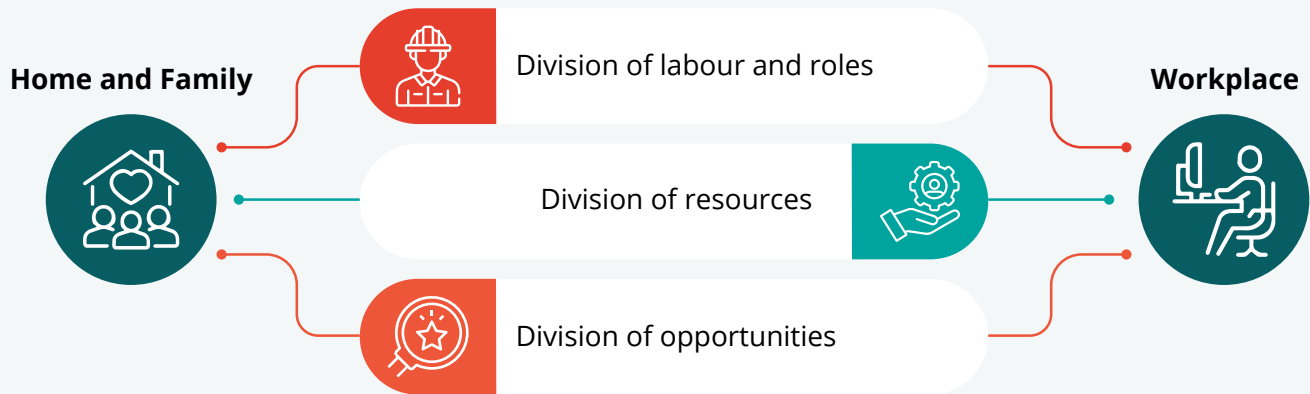 Home and Family
Division of labour and roles
Workplace
Division of resources
Division of opportunities